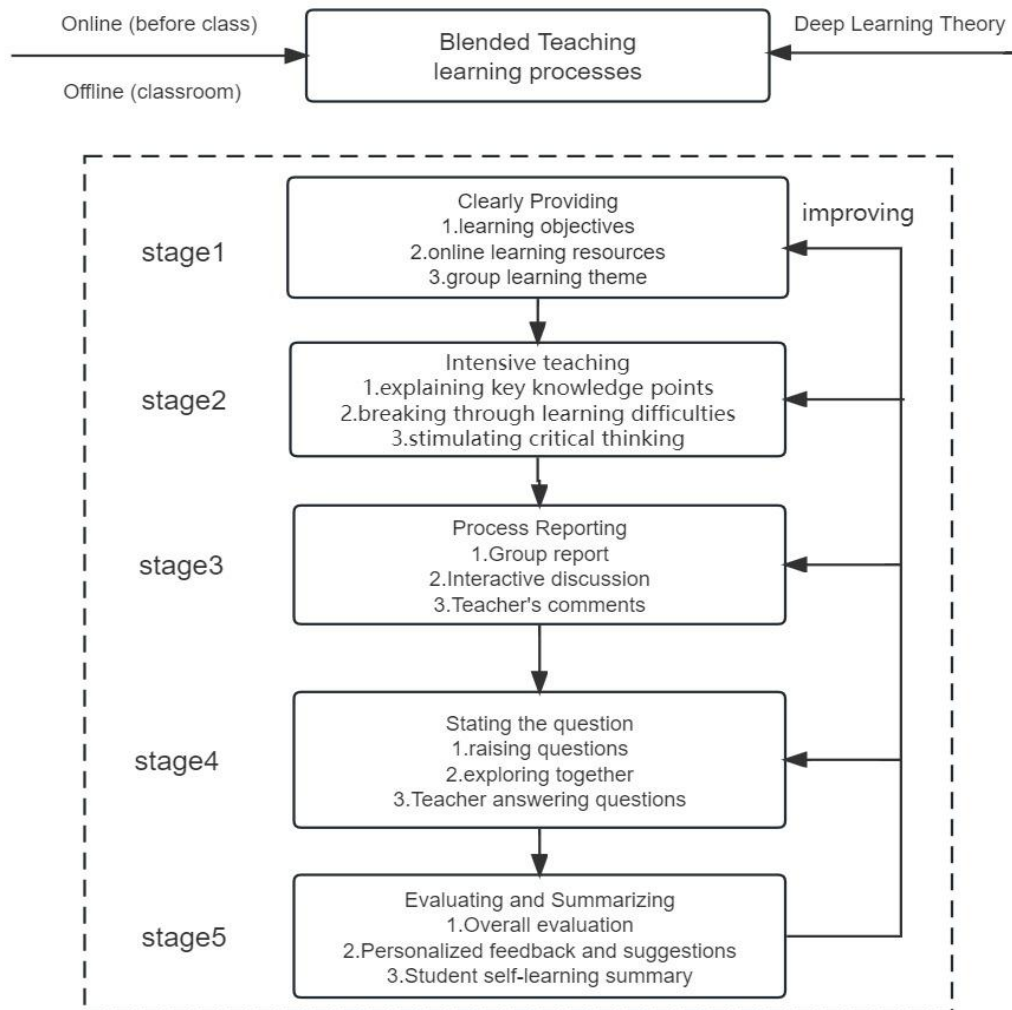 Online (before class)
Offline (classroom)
Blended Teaching
learning processes
Deep Learning Theory
improving
stage1
Clearly Providing
1.learning objectives
2.online learning resources
3.group learning theme
stage2
Intensive teaching
1.explaining key knowledge points
2.breaking through learning difficulties
3.stimulating critical thinking
stage3
Process Reporting
1.Group report
2.Interactive discussion
3.Teacher's comments
stage4
Stating the question
1.raising questions
2.exploring together
3.Teacher answering questions
stage5
Evaluating and Summarizing
1.Overall evaluation
2.Personalized feedback and suggestions
3.Student self-learning summary